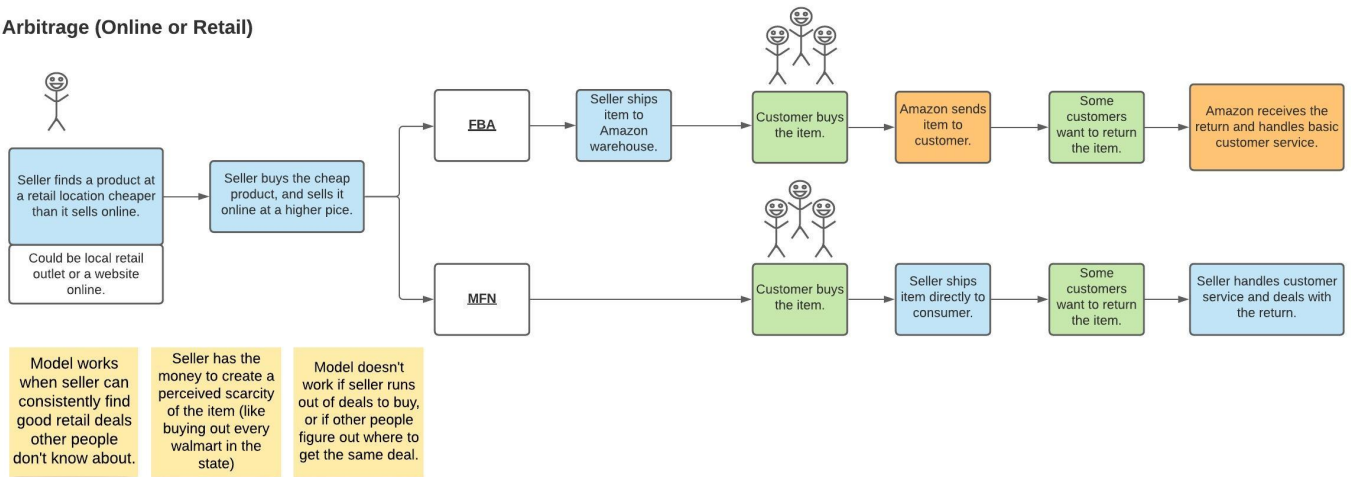 Arbitrage (Online or Retail)
Seller finds a product at
a retail location cheaper
than it sells online.
Could be local retail
outlet or a website
online.
Seller buys the cheap
product, and sells it
online at a higher pice.
FBA
Seller ships
item to
Amazon
warehouse.
Customer buys
the item.
Amazon sends
item to
customer.
Some
customers
want to return
the item.
Amazon receives the
return and handles basic
customer service.
MFN
Customer buys
the item.
Seller ships
item directly to
consumer.
Some
customers
want to return
the item.
Seller handles customer
service and deals with
the return.
Model works
when seller can
consistently find
good retail deals
other people
don't know about.
Seller has the
money to create a
perceived scarcity
of the item (like
buying out every
walmart in the
state)
Model doesn't
work if seller runs
out of deals to buy,
or if other people
figure out where to
get the same deal.